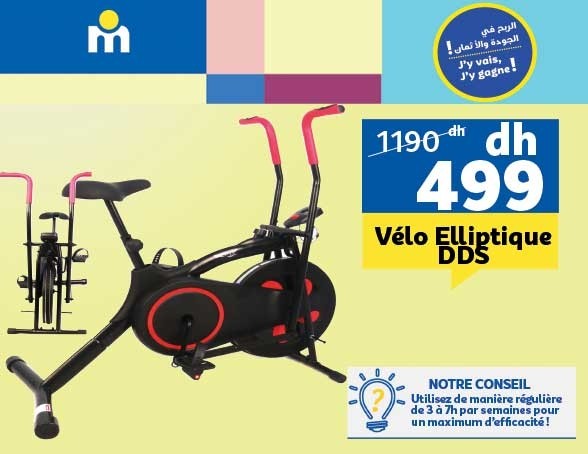 m
الربح في
الجودة والأثمان!
J'y vais,
J'y gagne!
1190 dh
dh
499
Vélo Elliptique
DDS
NOTRE CONSEIL
Utilisez de manière régulière
de 3 à 7h par semaines pour
un maximum d'efficacité !